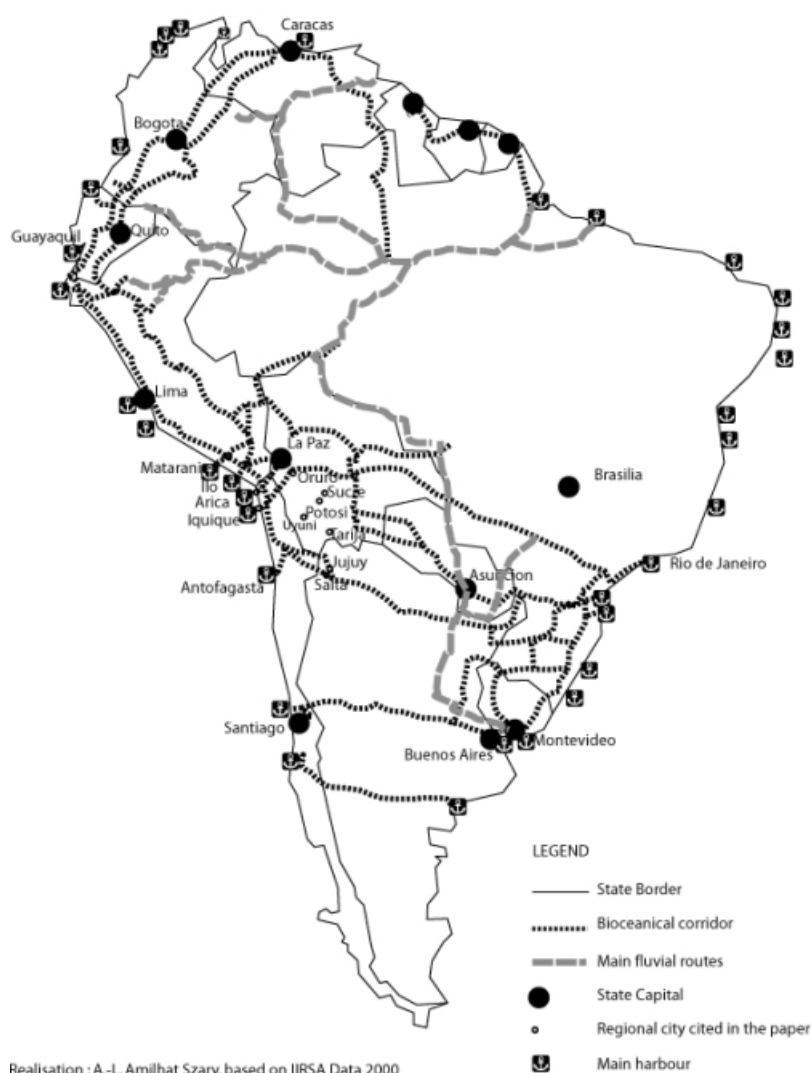 Caracas
Bogota
Guayaquil
Quito
Lima
La Paz
Matarani
Oruro
Ilo
Sucre
Arica
Potosi
Iquique
Uyuni
Tarija
Jujuy
Asuncion
Antofagasta
Salta
Brasilia
Rio de Janeiro
Santiago
Buenos Aires
Montevideo
LEGEND
State Border
Bioceanical corridor
Main fluvial routes
State Capital
Regional city cited in the paper
Main harbour
Realisation : A.-L. Amilhat Szary, based on IIRSA Data 2000